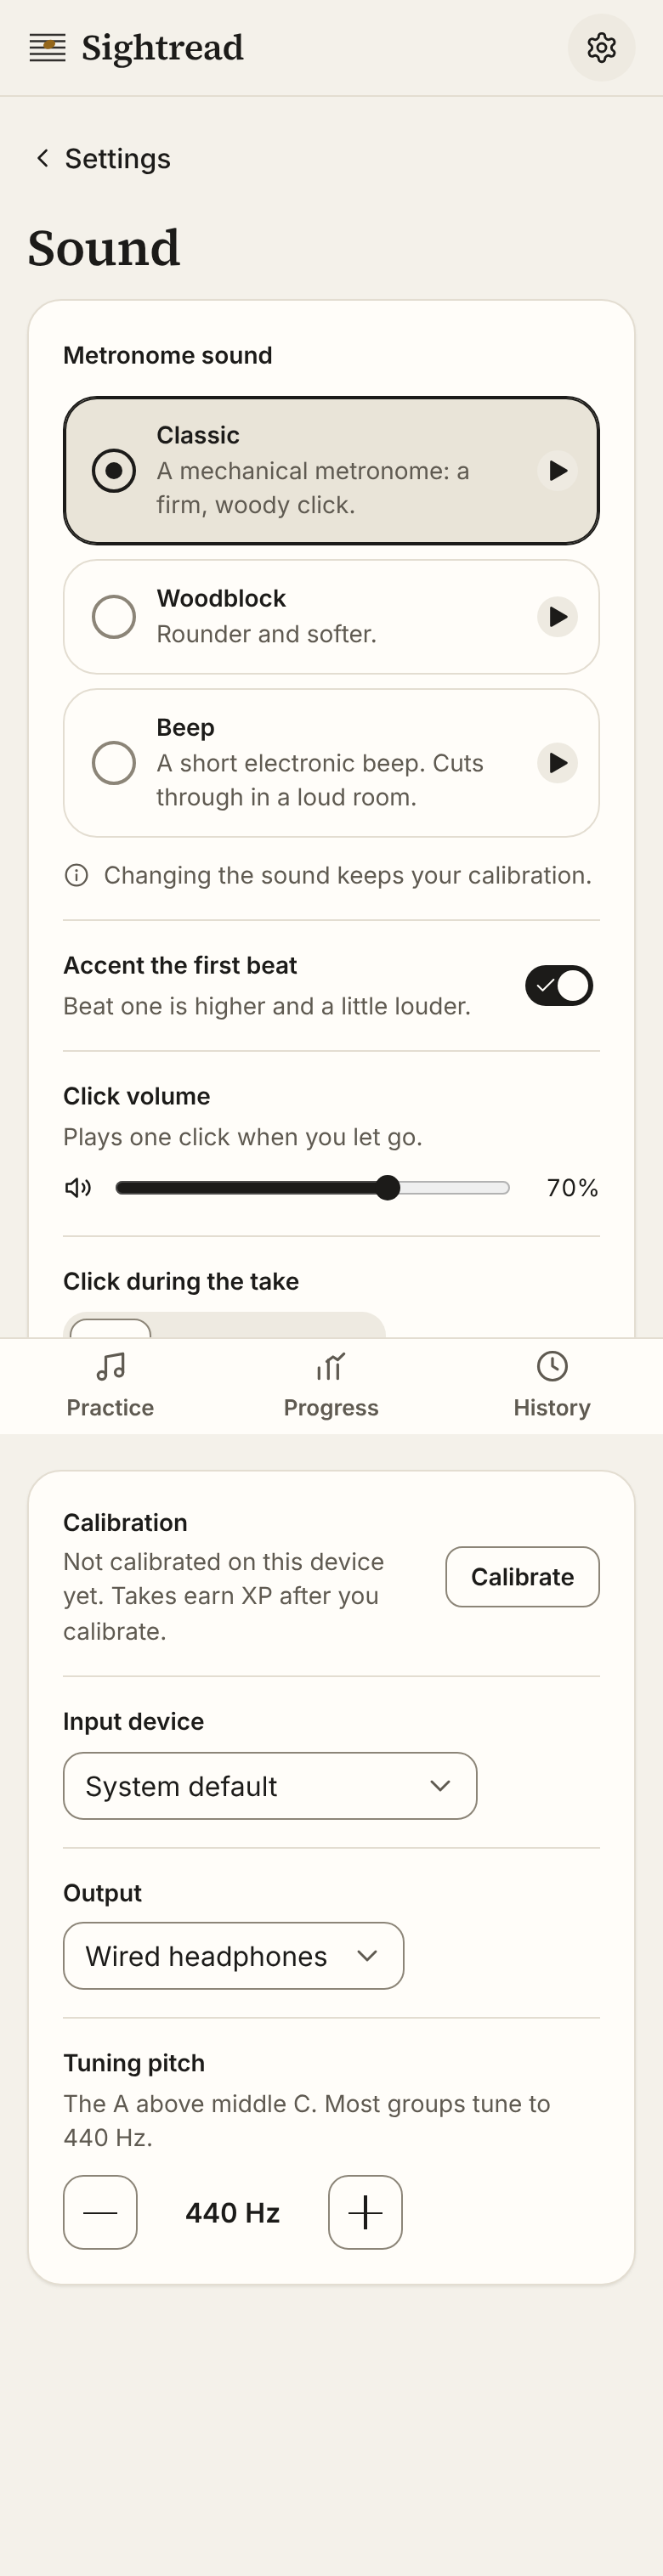 Sightread
Settings
Sound
Metronome sound
Classic
A mechanical metronome: a
firm, woody click.
Woodblock
Rounder and softer.
Beep
A short electronic beep. Cuts
through in a loud room.
Changing the sound keeps your calibration.
Accent the first beat
Beat one is higher and a little louder.
Click volume
Plays one click when you let go.
70%
Click during the take
Practice
Progress
History
Calibration
Not calibrated on this device
yet. Takes earn XP after you
calibrate.
Calibrate
Input device
System default
Output
Wired headphones
Tuning pitch
The A above middle C. Most groups tune to
440 Hz.
440 Hz